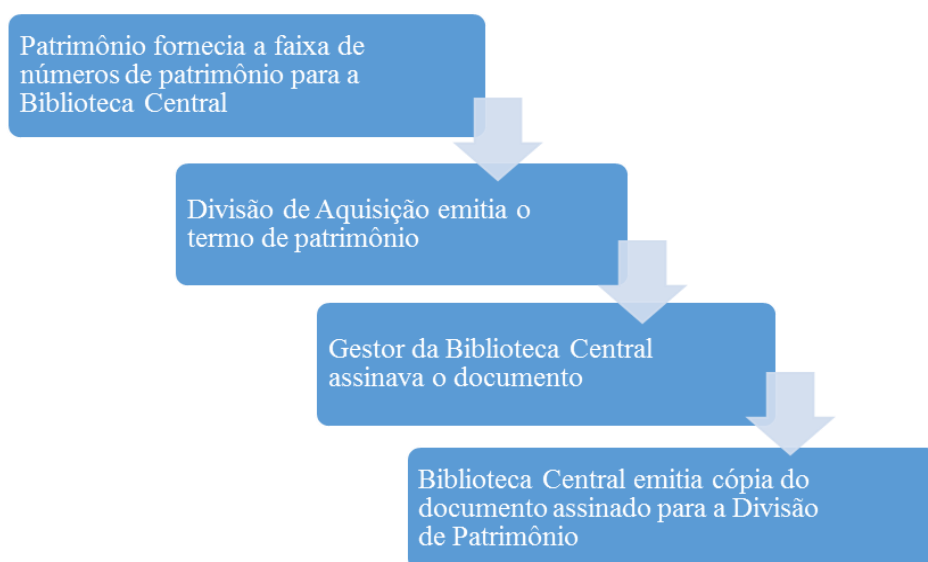 Patrimônio fornecia a faixa de
números de patrimônio para a
Biblioteca Central
Divisão de Aquisição emitia o
termo de patrimônio
Gestor da Biblioteca Central
assinava o documento
Biblioteca Central emitia cópia do
documento assinado para a Divisão
de Patrimônio